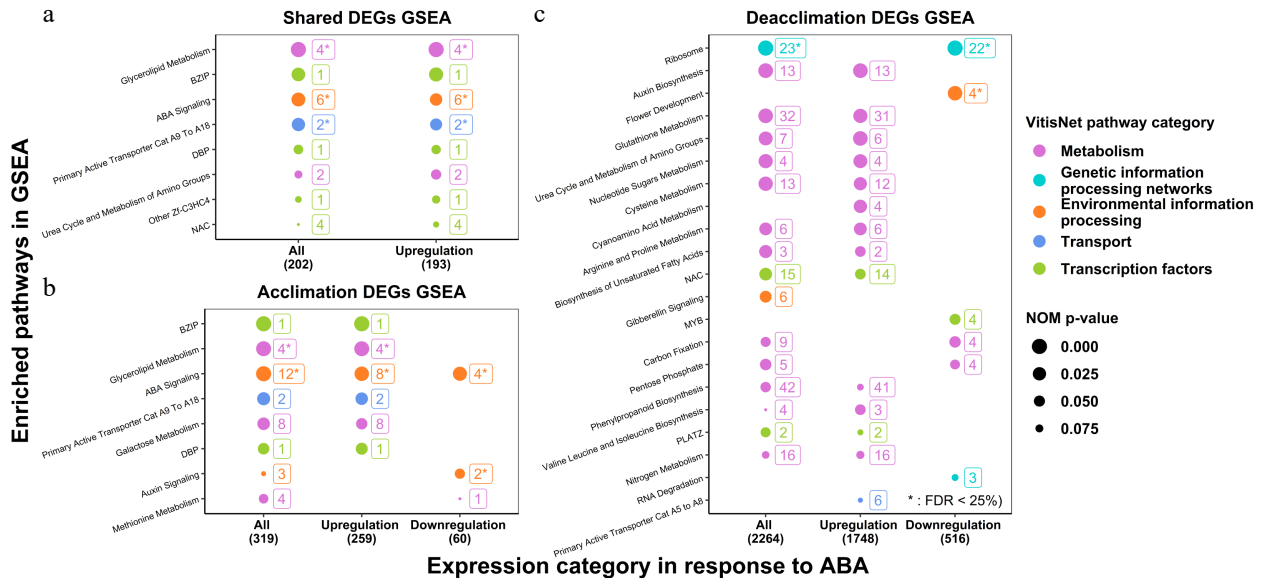 a
Shared DEGs GSEA
Glycerolipid Metabolism
4*
4*
BZIP
1
1
ABA Signaling
6*
6*
Primary Active Transporter Cat A9 To A18
2*
2*
DBP
1
1
Urea Cycle and Metabolism of Amino Groups
2
2
Other Zf-C3HC4
1
1
NAC
4
4
All
(202)
Upregulation
(193)
b
Acclimation DEGs GSEA
BZIP
1
1
Glycerolipid Metabolism
4*
4*
ABA Signaling
12*
8*
4*
Primary Active Transporter Cat A9 To A18
2
2
Galactose Metabolism
8
8
DBP
1
1
Auxin Signaling
3
2*
Methionine Metabolism
4
1
All
(319)
Upregulation
(259)
Downregulation
(60)
c
Deacclimation DEGs GSEA
Ribosome
23*
22*
Auxin Biosynthesis
13
13
Flower Development
4*
Glutathione Metabolism
32
31
Urea Cycle and Metabolism of Amino Groups
7
6
Nucleotide Sugars Metabolism
4
4
Cysteine Metabolism
13
12
Cyanoamino Acid Metabolism
4
Arginine and Proline Metabolism
6
6
Biosynthesis of Unsaturated Fatty Acids
3
2
NAC
15
14
Gibberellin Signaling
6
MYB
4
Carbon Fixation
9
4
Pentose Phosphate
5
4
Phenylpropanoid Biosynthesis
42
41
Valine Leucine and Isoleucine Biosynthesis
4
3
PLATZ
2
2
Nitrogen Metabolism
16
16
RNA Degradation
3
Primary Active Transporter Cat A5 to A8
6
* : FDR < 25%)
All
(2264)
Upregulation
(1748)
Downregulation
(516)
Enriched pathways in GSEA
Expression category in response to ABA
VitisNet pathway category
Metabolism
Genetic information
processing networks
Environmental information
processing
Transport
Transcription factors
NOM p-value
0.000
0.025
0.050
0.075